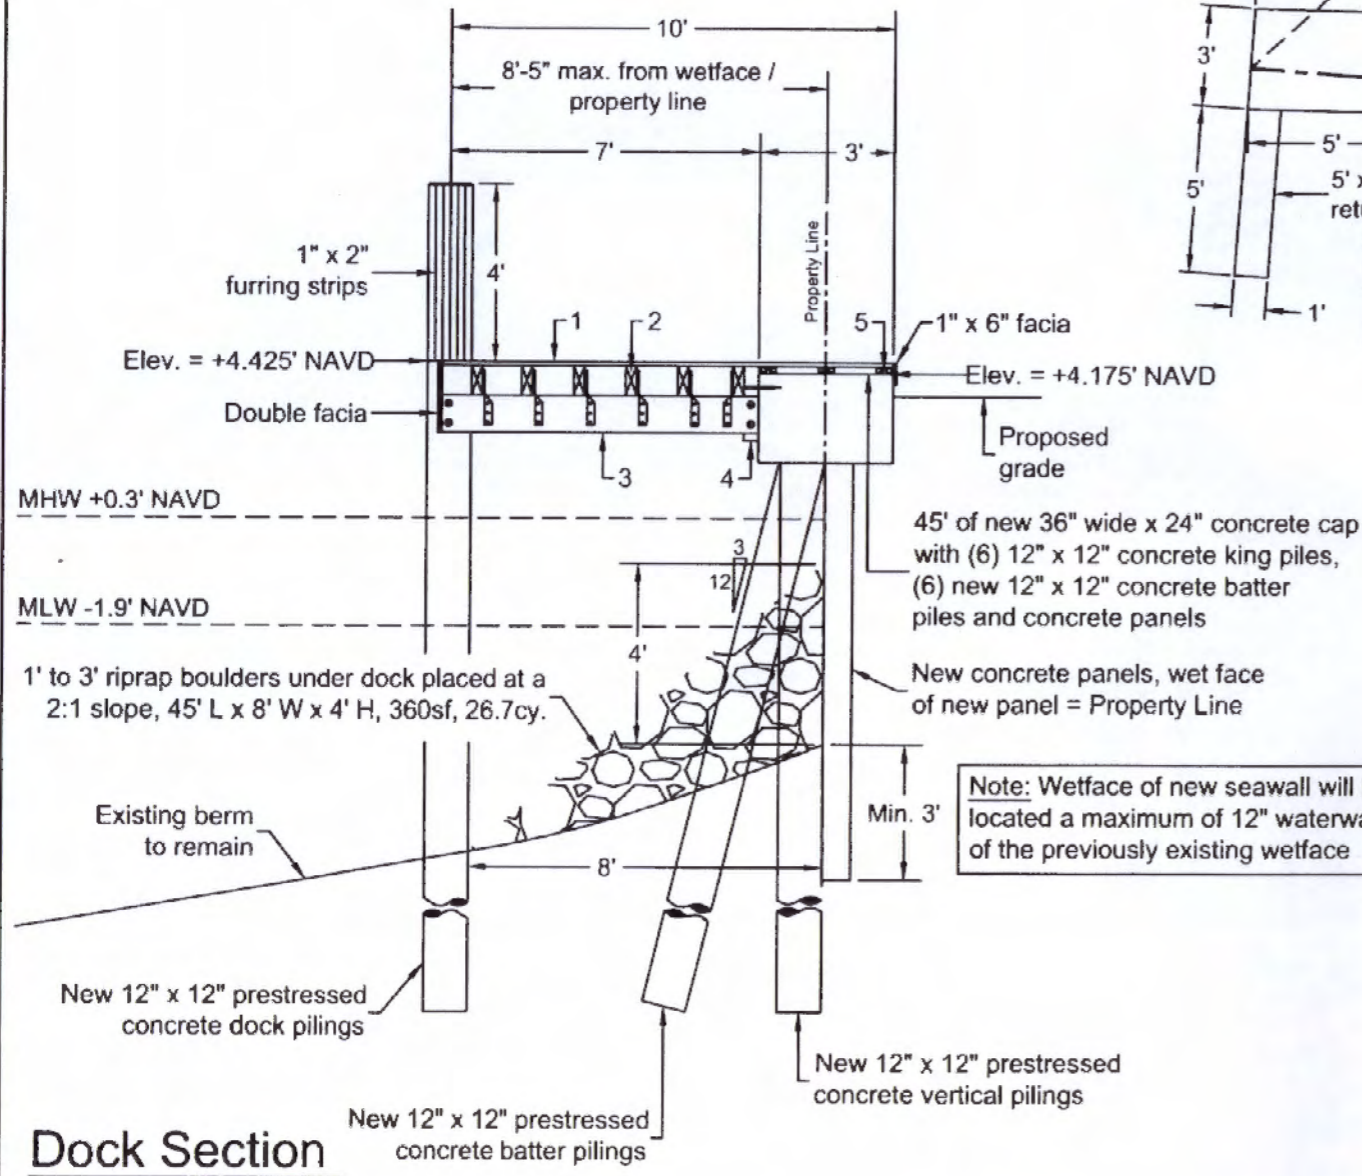 10'
8'-5" max. from wetface /
property line
7'
3'
3'
5'
5'
5'
1'
Property Line
1" x 2"
furring strips
4'
1
2
5
1" x 6" facia
Elev. = +4.425' NAVD
Elev. = +4.175' NAVD
Double facia
Proposed
grade
3
4
MHW +0.3' NAVD
3
12
45' of new 36" wide x 24" concrete cap
with (6) 12" x 12" concrete king piles,
(6) new 12" x 12" concrete batter
piles and concrete panels
MLW -1.9' NAVD
4'
1' to 3' riprap boulders under dock placed at a
2:1 slope, 45' L x 8' W x 4' H, 360sf, 26.7cy.
New concrete panels, wet face
of new panel = Property Line
Existing berm
to remain
Min. 3'
Note: Wetface of new seawall will
located a maximum of 12"
of the previously existing wetface
8'
New 12" x 12" prestressed
concrete dock pilings
New 12" x 12" prestressed
concrete vertical pilings
New 12" x 12" prestressed
concrete batter pilings
Dock Section